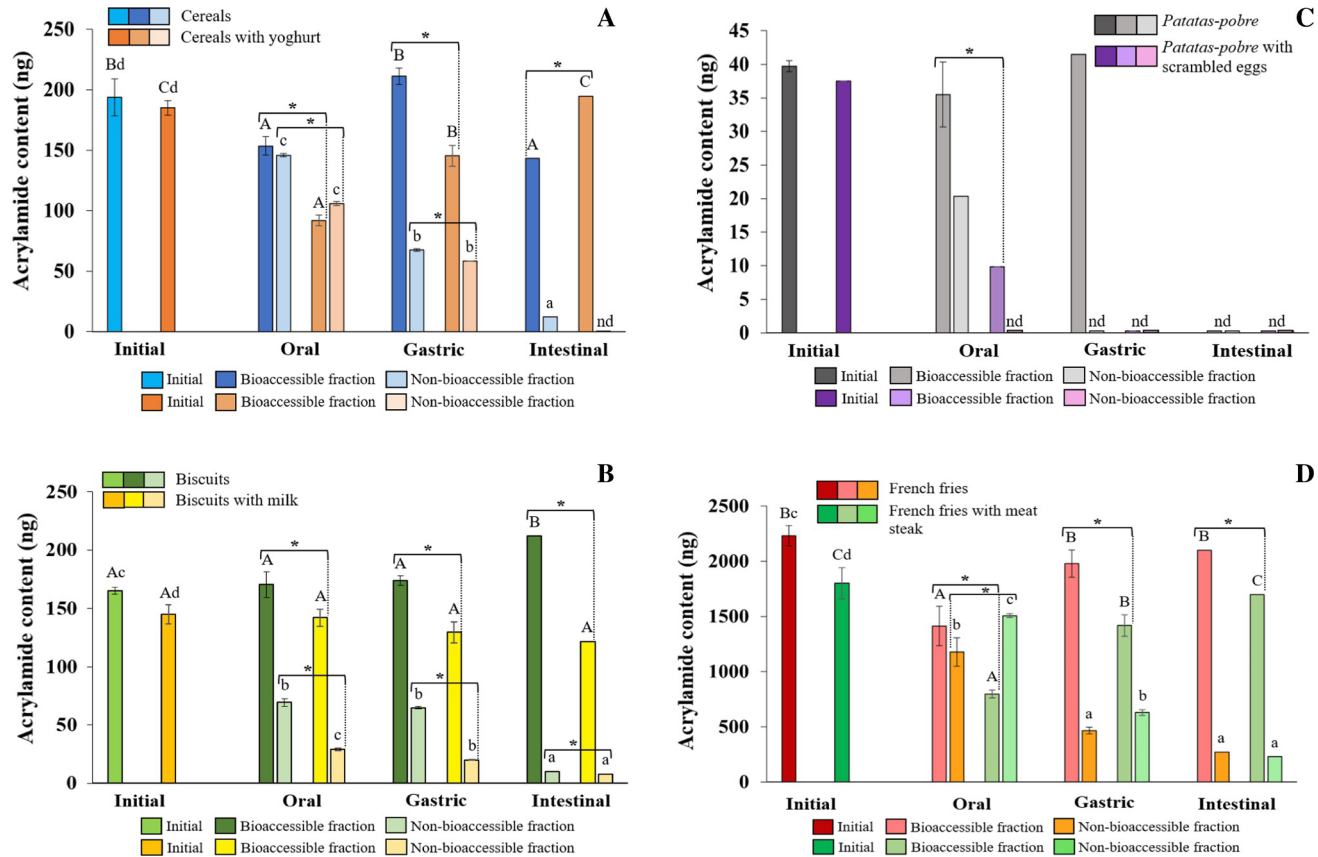 A
Cereals
Cereals with yoghurt
Acrylamide content (ng)
250
200
150
100
50
0
Bd
Cd
*
*
A
c
A
c
*
B
B
*
b
b
*
A
a
C
nd
Initial Oral Gastric Intestinal
Initial Bioaccessible fraction Non-bioaccessible fraction
Initial Bioaccessible fraction Non-bioaccessible fraction
C
Patatas-pobre
Patatas-pobre with
scrambled eggs
Acrylamide content (ng)
45
40
35
30
25
20
15
10
5
0
*
nd
nd
nd
nd
nd
Initial Oral Gastric Intestinal
Initial Bioaccessible fraction Non-bioaccessible fraction
Initial Bioaccessible fraction Non-bioaccessible fraction
B
Biscuits
Biscuits with milk
Acrylamide content (ng)
250
200
150
100
50
0
Ac
Ad
*
A
A
*
b
c
*
A
A
*
b
b
*
B
A
*
a
a
Initial Oral Gastric Intestinal
Initial Bioaccessible fraction Non-bioaccessible fraction
Initial Bioaccessible fraction Non-bioaccessible fraction
D
French fries
French fries with meat
steak
Acrylamide content (ng)
2500
2000
1500
1000
500
0
Bc
Cd
*
*
A
b
A
c
*
B
a
B
b
*
B
a
C
a
Initial Oral Gastric Intestinal
Initial Bioaccessible fraction Non-bioaccessible fraction
Initial Bioaccessible fraction Non-bioaccessible fraction